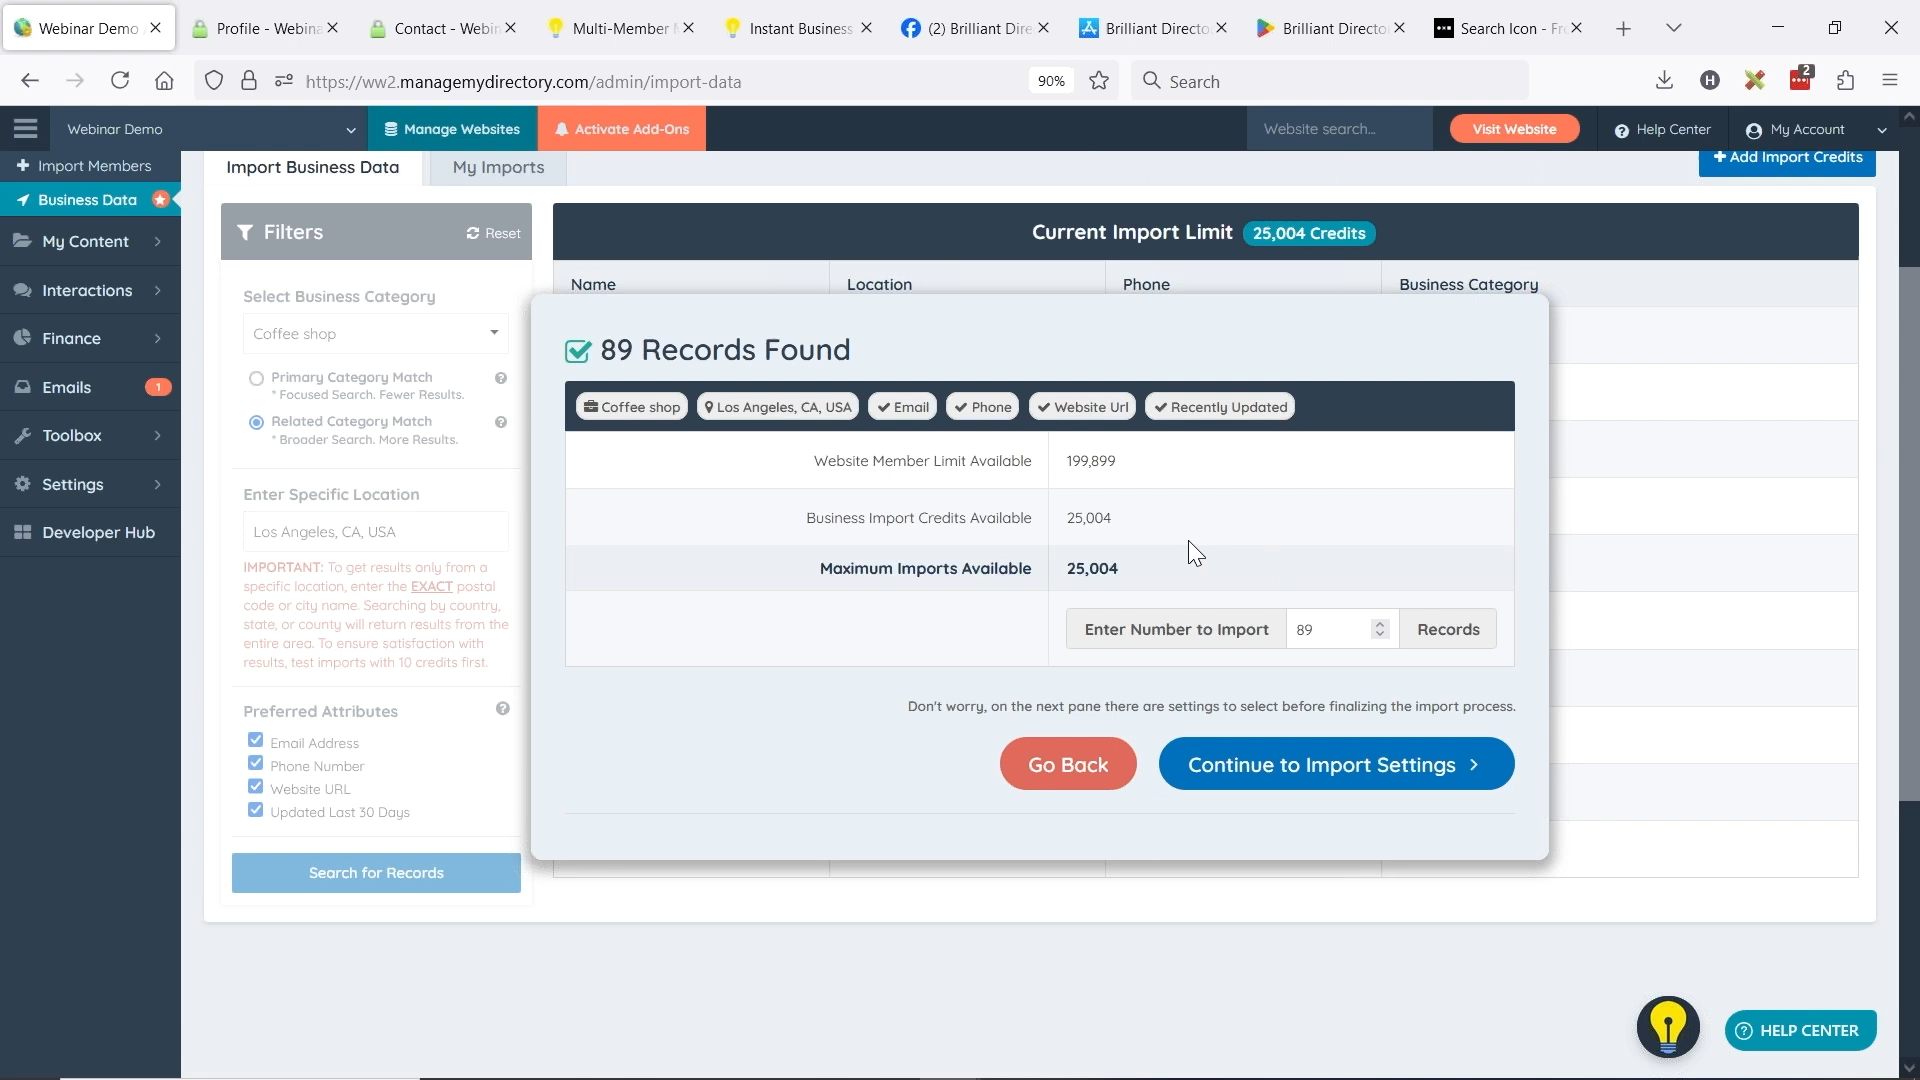 Webinar Demo
Profile - Webina
Contact - Webin
Multi-Member
Instant Business
(2) Brilliant Dire
Brilliant Directo
Brilliant Directo
Search Icon - Fre
https://ww2.managemydirectory.com/admin/import-data
90%
Search
H
2
Webinar Demo
Manage Websites
Activate Add-Ons
Website search...
Visit Website
Help Center
My Account
Import Members
Business Data
My Content
Interactions
Finance
Emails
1
Toolbox
Settings
Developer Hub
Import Business Data
My Imports
Add Import Credits
Filters
Reset
Current Import Limit 25,004 Credits
Name
Location
Phone
Business Category
Select Business Category
Coffee shop
Primary Category Match
* Focused Search. Fewer Results.
Related Category Match
* Broader Search. More Results.
Enter Specific Location
Los Angeles, CA, USA
IMPORTANT: To get results only from a
specific location, enter the EXACT postal
code or city name. Searching by country,
state, or county will return results from the
entire area. To ensure satisfaction with
results, test imports with 10 credits first.
Preferred Attributes
Email Address
Phone Number
Website URL
Updated Last 30 Days
Search for Records
89 Records Found
Coffee shop
Los Angeles, CA, USA
Email
Phone
Website Url
Recently Updated
Website Member Limit Available
199,899
Business Import Credits Available
25,004
Maximum Imports Available
25,004
Enter Number to Import
89
Records
Don't worry, on the next pane there are settings to select before finalizing the import process.
Go Back
Continue to Import Settings
HELP CENTER